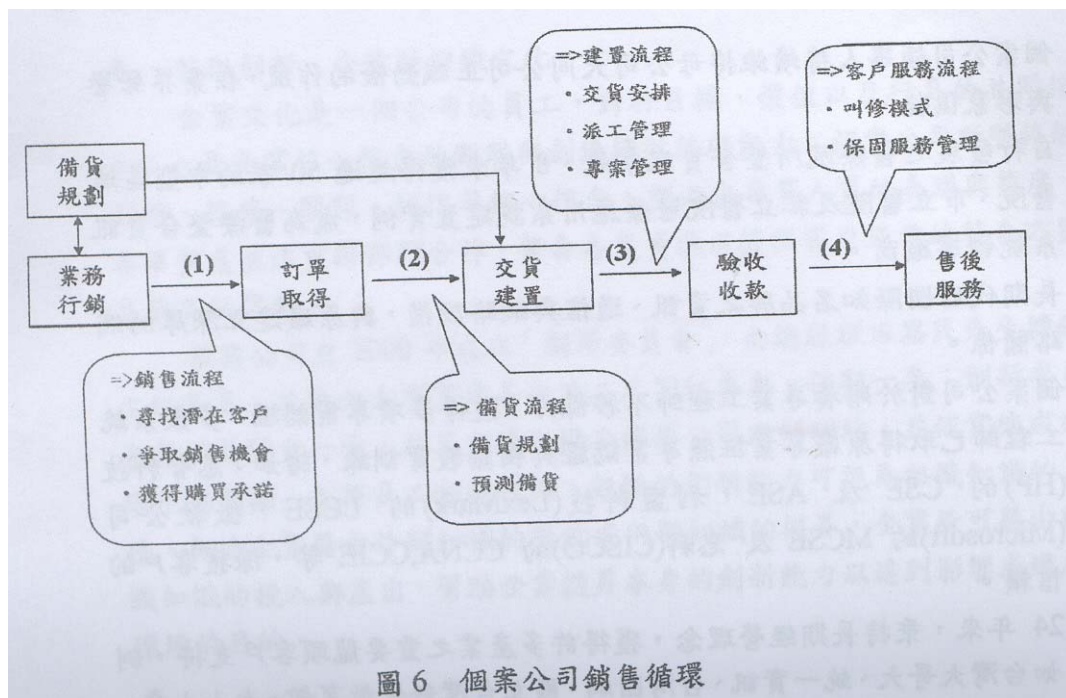 =>建置流程
・交貨安排
・派工管理
・專案管理
=>客戶服務流程
・叫修模式
・保固服務管理
備貨
規劃
業務
行銷
(1)
訂單
取得
(2)
交貨
建置
(3)
驗收
收款
(4)
售後
服務
=>銷售流程
・尋找潛在客戶
・爭取銷售機會
・獲得購買承諾
=>備貨流程
・備貨規劃
・預測備貨
圖 6 個案公司銷售循環